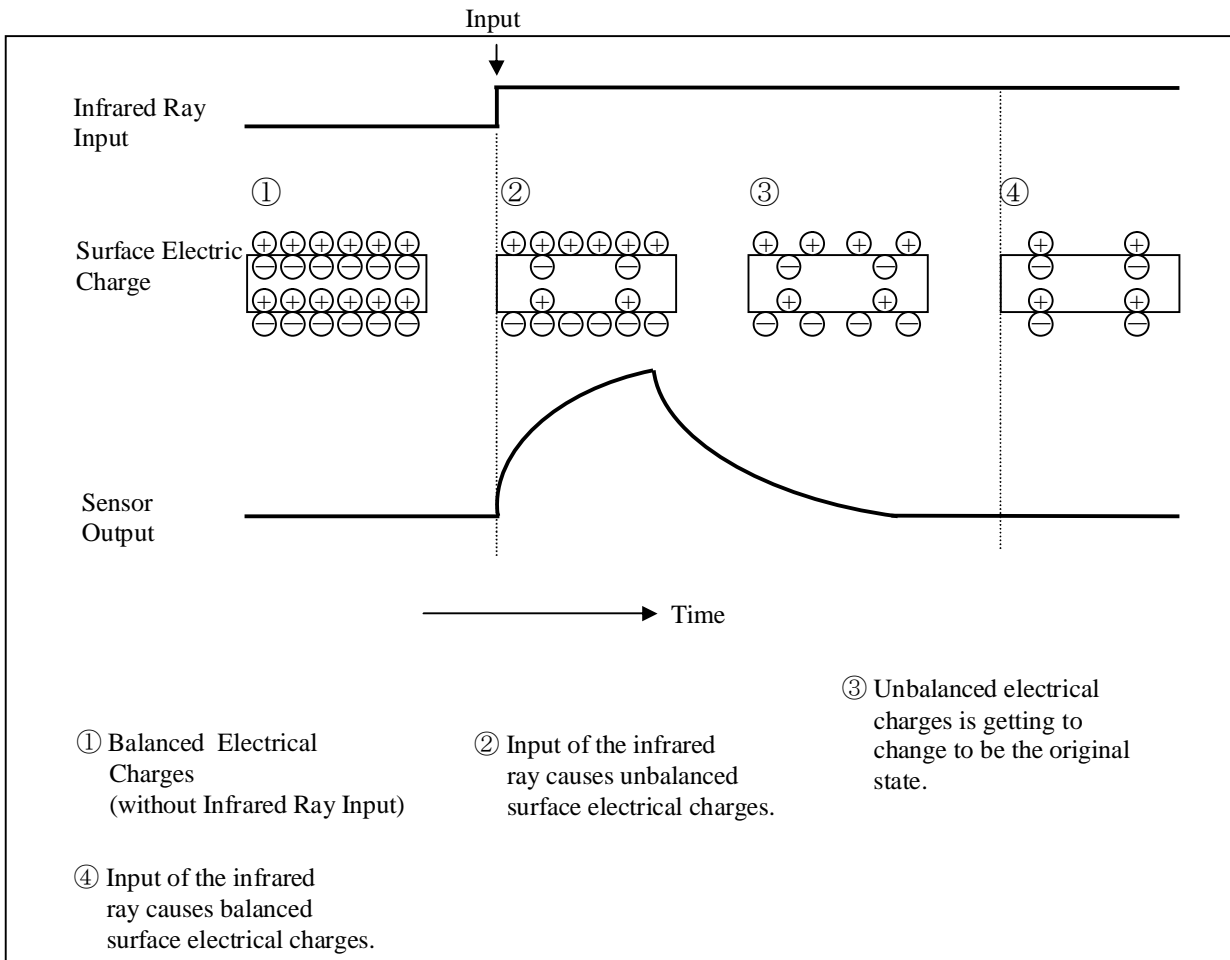 Input
Infrared Ray
Input
① ② ③ ④
Surface Electric
Charge
+ + + + + + + + + + + + + + + + + +
− − − − − − − − − − − −
+ + + + + + + + + + + +
− − − − − − − − − − − − − − − − − −
Sensor
Output
Time
① Balanced Electrical
Charges
(without Infrared Ray Input)
② Input of the infrared
ray causes unbalanced
surface electrical charges.
③ Unbalanced electrical
charges is getting to
change to be the original
state.
④ Input of the infrared
ray causes balanced
surface electrical charges.